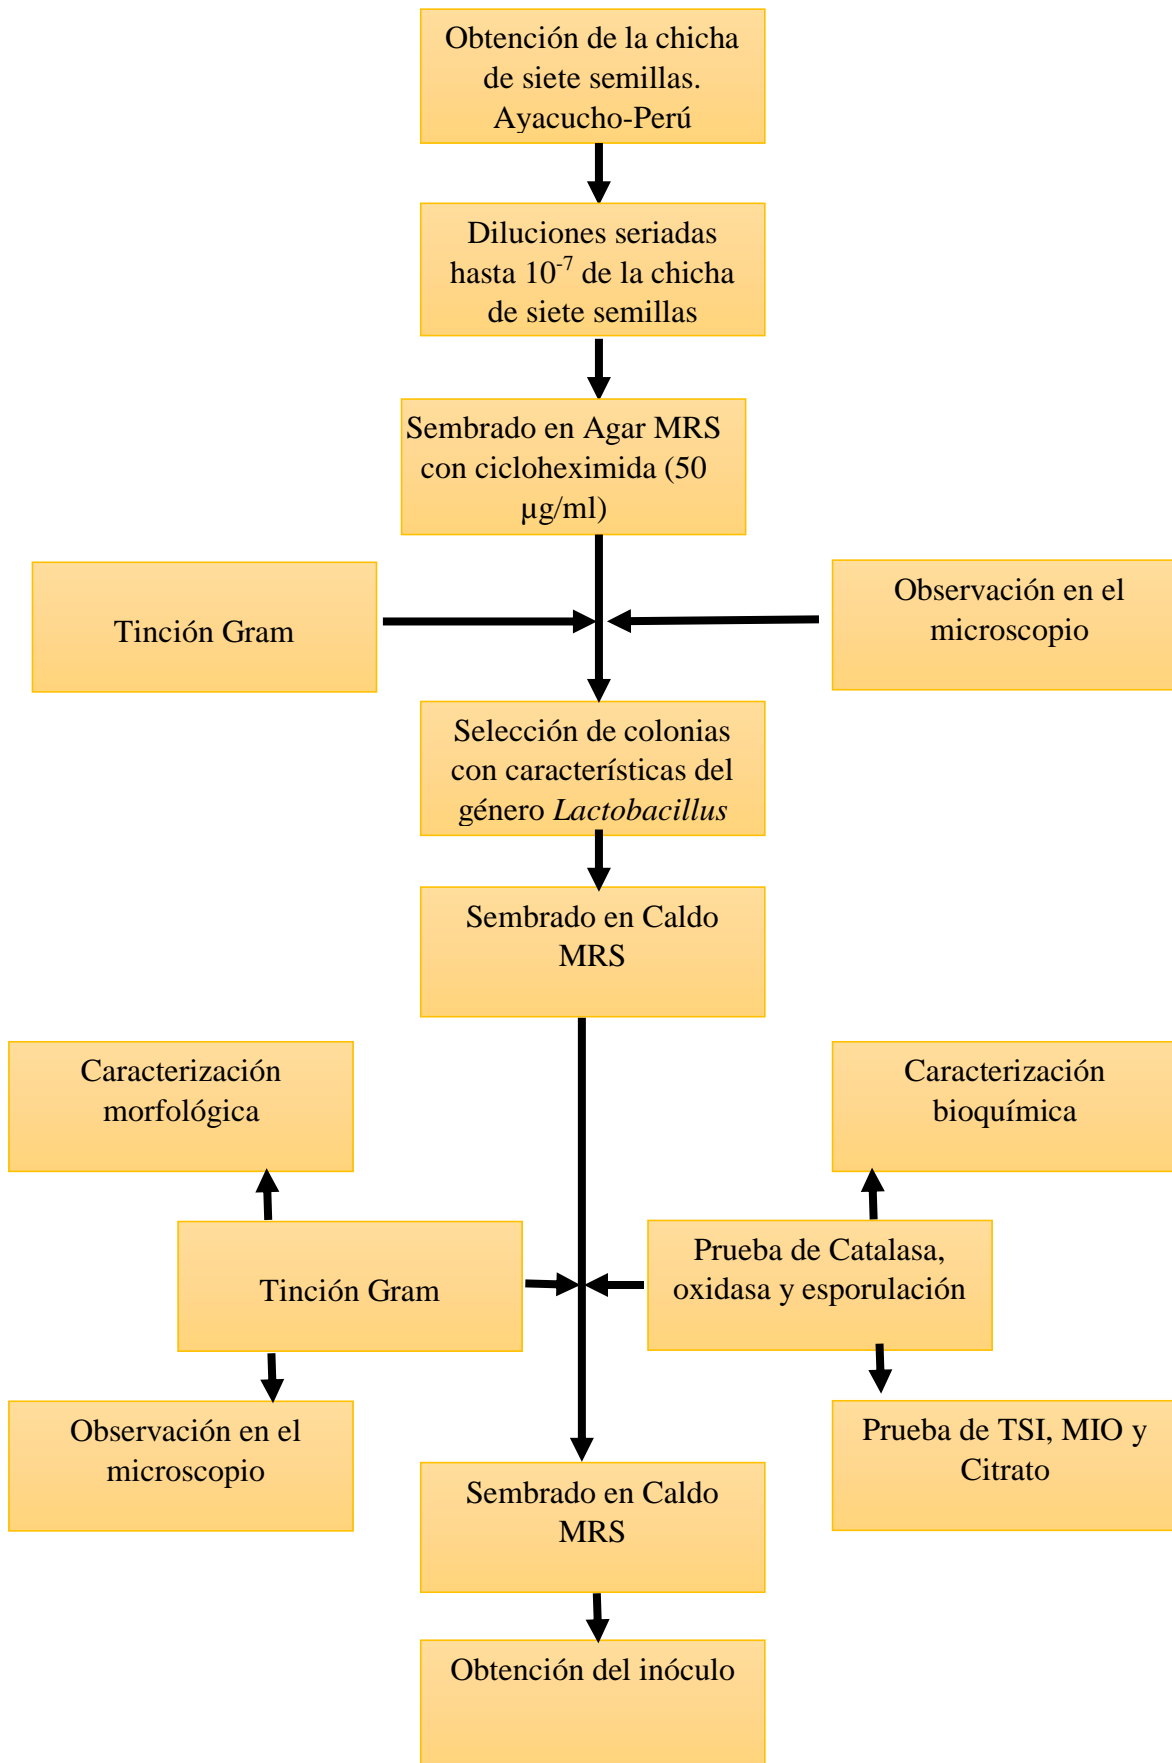 Obtención de la chicha
de siete semillas.
Ayacucho-Perú
Diluciones seriadas
hasta 10⁻⁷ de la chicha
de siete semillas
Sembrado en Agar MRS
con cicloheximida (50
µg/ml)
Tinción Gram
Observación en el
microscopio
Selección de colonias
con características del
género Lactobacillus
Sembrado en Caldo
MRS
Caracterización
morfológica
Caracterización
bioquímica
Tinción Gram
Prueba de Catalasa,
oxidasa y esporulación
Observación en el
microscopio
Prueba de TSI, MIO y
Citrato
Sembrado en Caldo
MRS
Obtención del inóculo